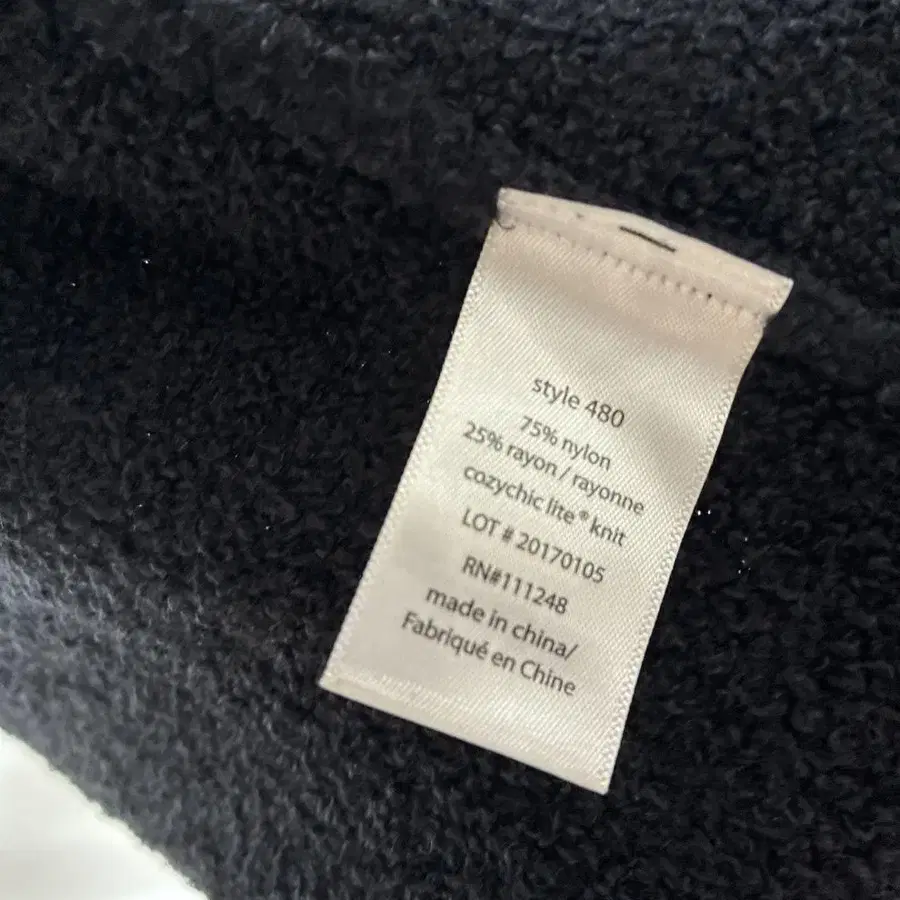 style 480
75% nylon
25% rayon / rayonne
cozychic lite® knit
LOT # 20170105
RN#111248
made in china/
Fabriqué en Chine